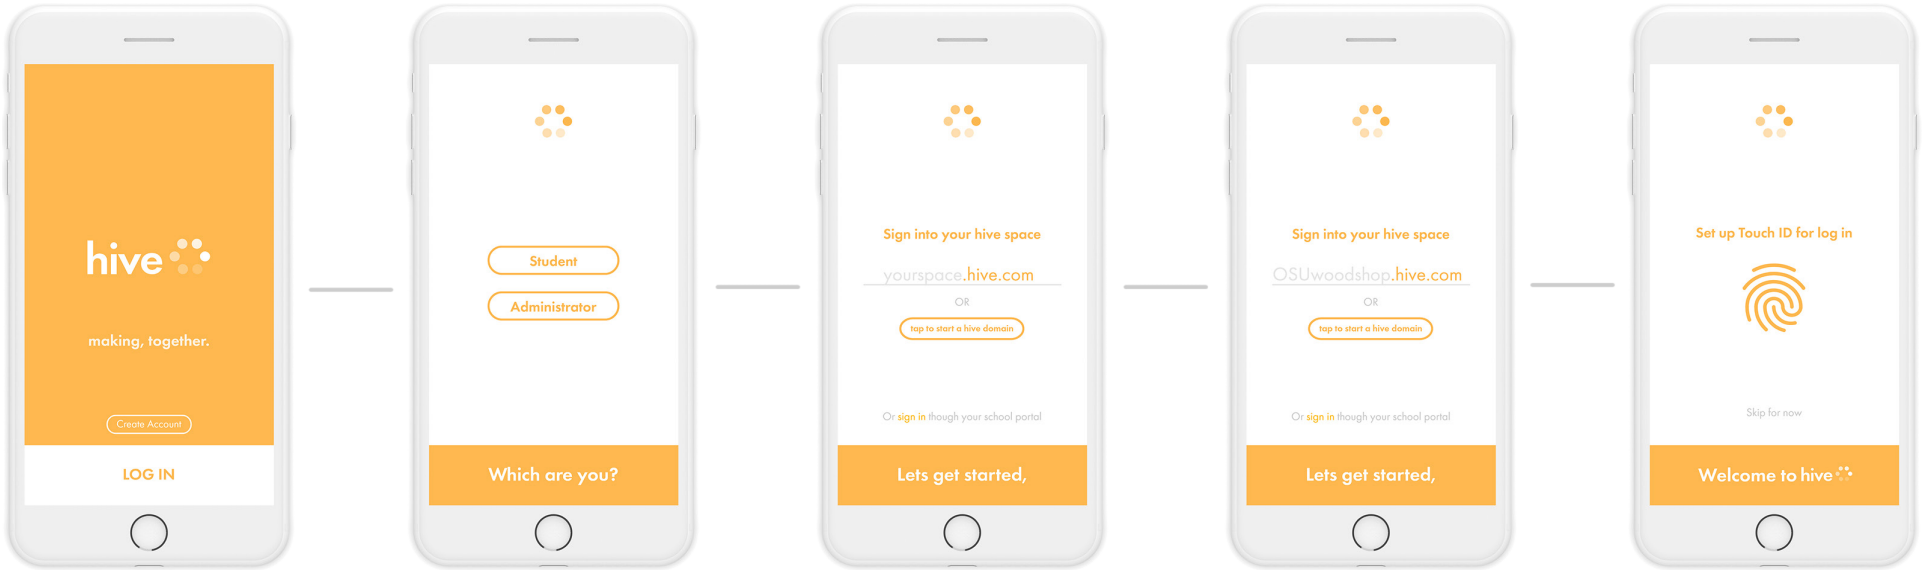 hive
making, together.
Create Account
LOG IN
Student
Administrator
Which are you?
Sign into your hive space
yourspace.hive.com
OR
tap to start a hive domain
Or sign in though your school portal
Lets get started,
Sign into your hive space
OSUwoodshop.hive.com
OR
tap to start a hive domain
Or sign in though your school portal
Lets get started,
Set up Touch ID for log in
Skip for now
Welcome to hive